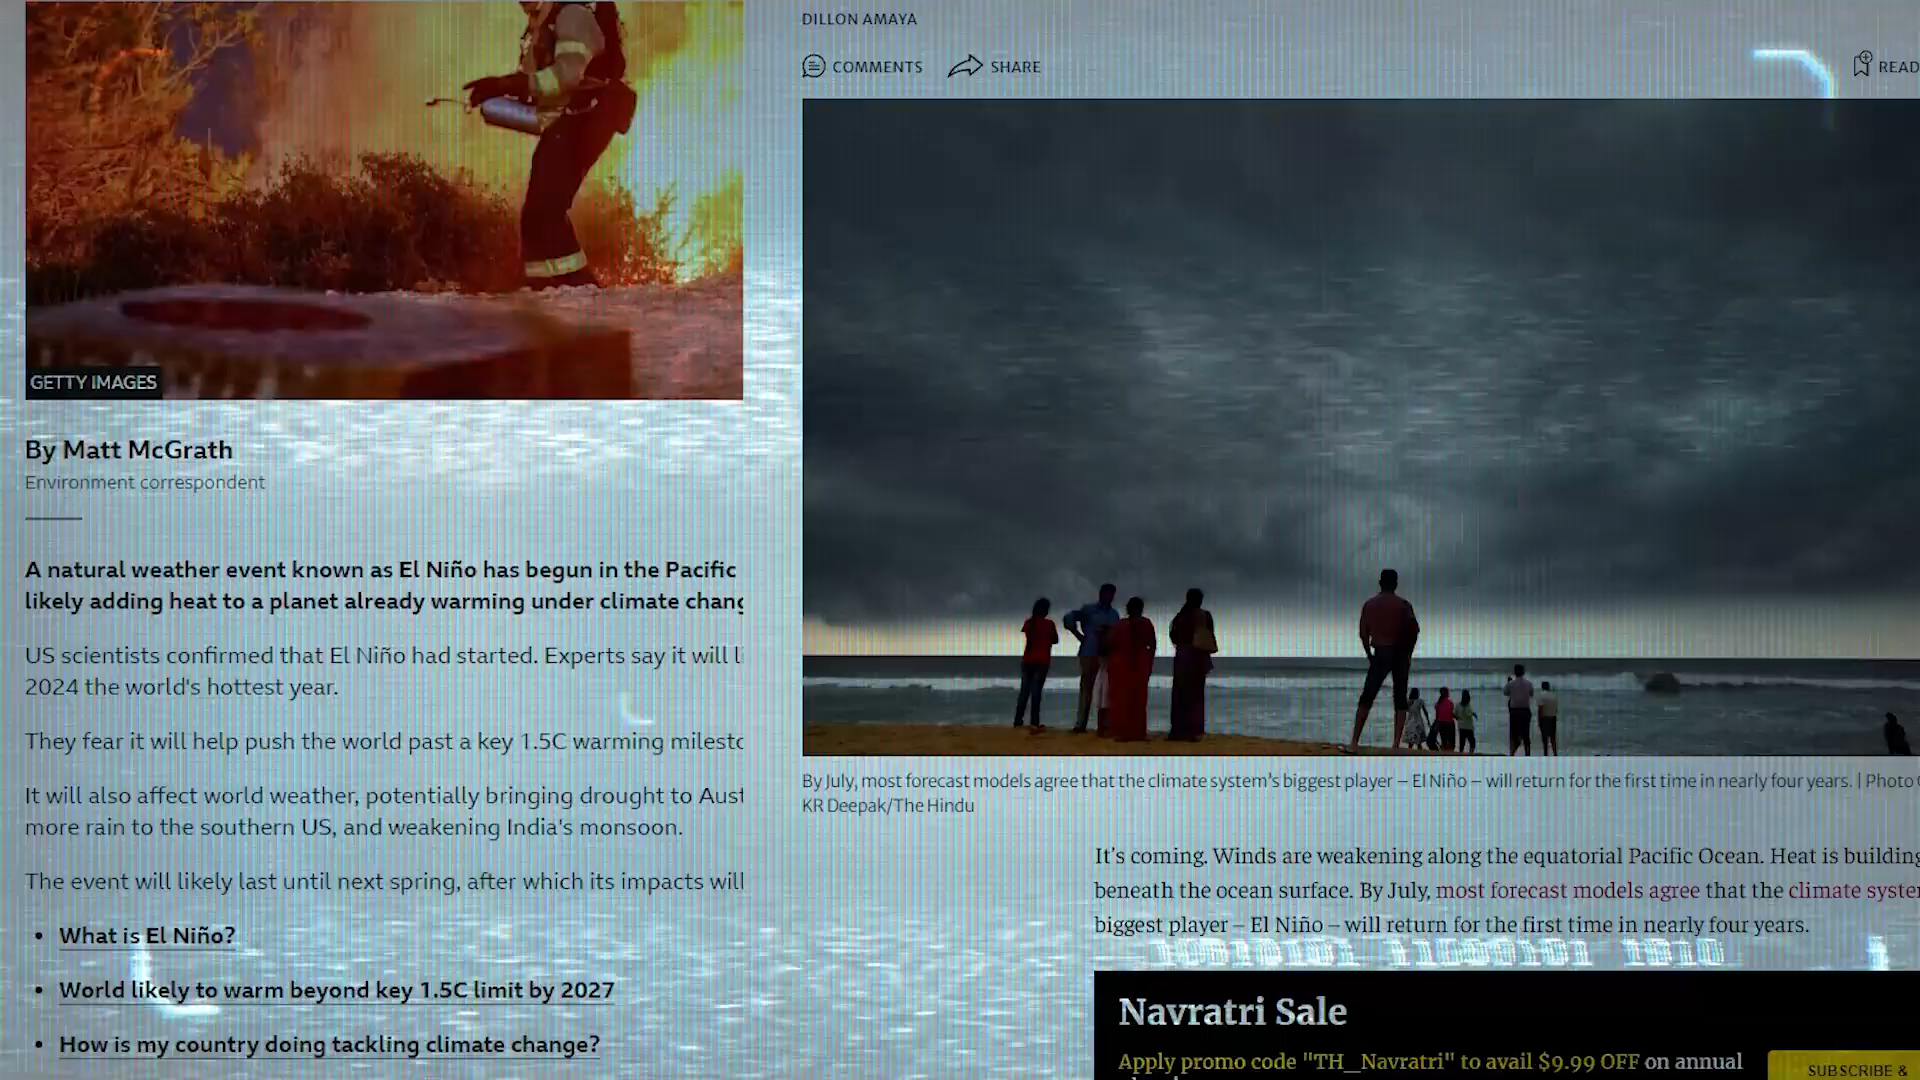 GETTY IMAGES
By Matt McGrath
Environment correspondent
A natural weather event known as El Niño has begun in the Pacific
likely adding heat to a planet already warming under climate
US scientists confirmed that El Niño had started. Experts say it will
2024 the world's hottest year.
They fear it will help push the world past a key 1.5C warming
It will also affect world weather, potentially bringing drought to
more rain to the southern US, and weakening India's monsoon.
The event will likely last until next spring, after which its impacts will
• What is El Niño?
• World likely to warm beyond key 1.5C limit by 2027
• How is my country doing tackling climate change?
DILLON AMAYA
COMMENTS SHARE READ
By July, most forecast models agree that the climate system's biggest player – El Niño – will return for the first time in nearly four years. | Photo
KR Deepak/The Hindu
It's coming. Winds are weakening along the equatorial Pacific Ocean. Heat is building
beneath the ocean surface. By July, most forecast models agree that the climate
biggest player – El Niño – will return for the first time in nearly four years.
Navratri Sale
Apply promo code "TH_Navratri" to avail $9.99 OFF on annual
SUBSCRIBE &